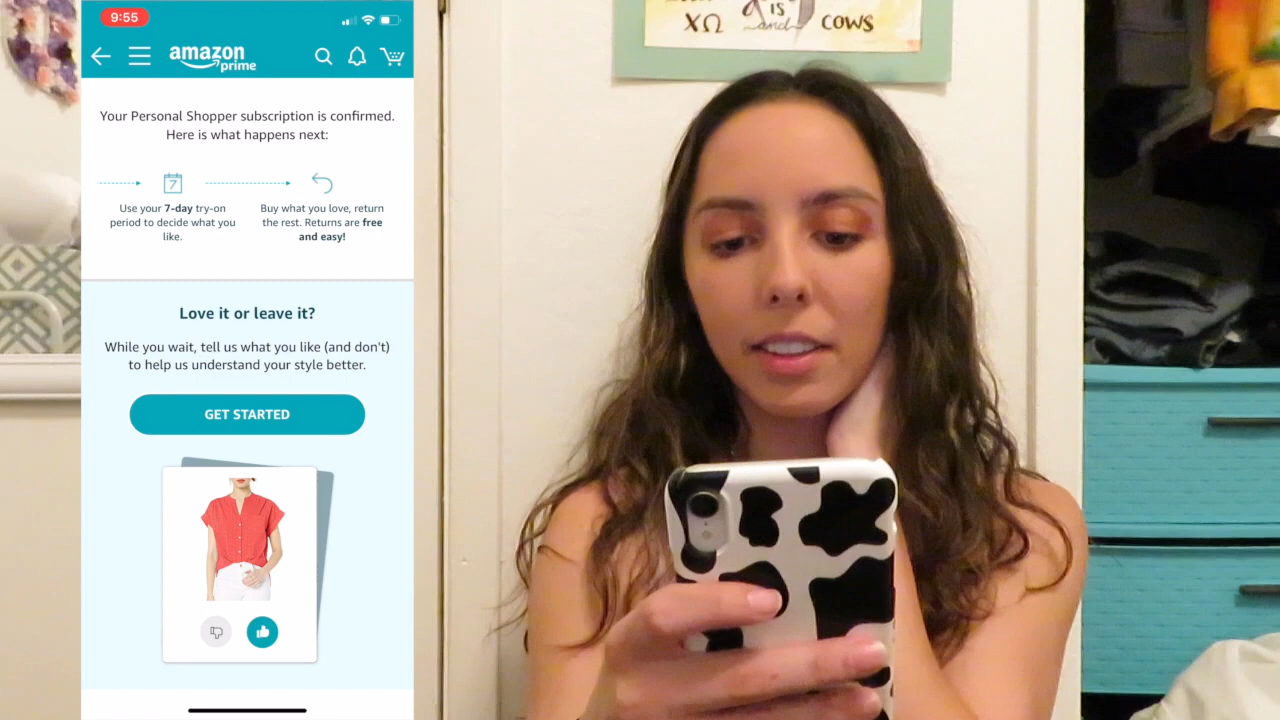 9:55
amazon
prime
Your Personal Shopper subscription is confirmed.
Here is what happens next:
7
Use your 7-day try-on
period to decide what you
like.
Buy what you love, return
the rest. Returns are free
and easy!
Love it or leave it?
While you wait, tell us what you like (and don't)
to help us understand your style better.
GET STARTED
IS
ΧΩ and COWS